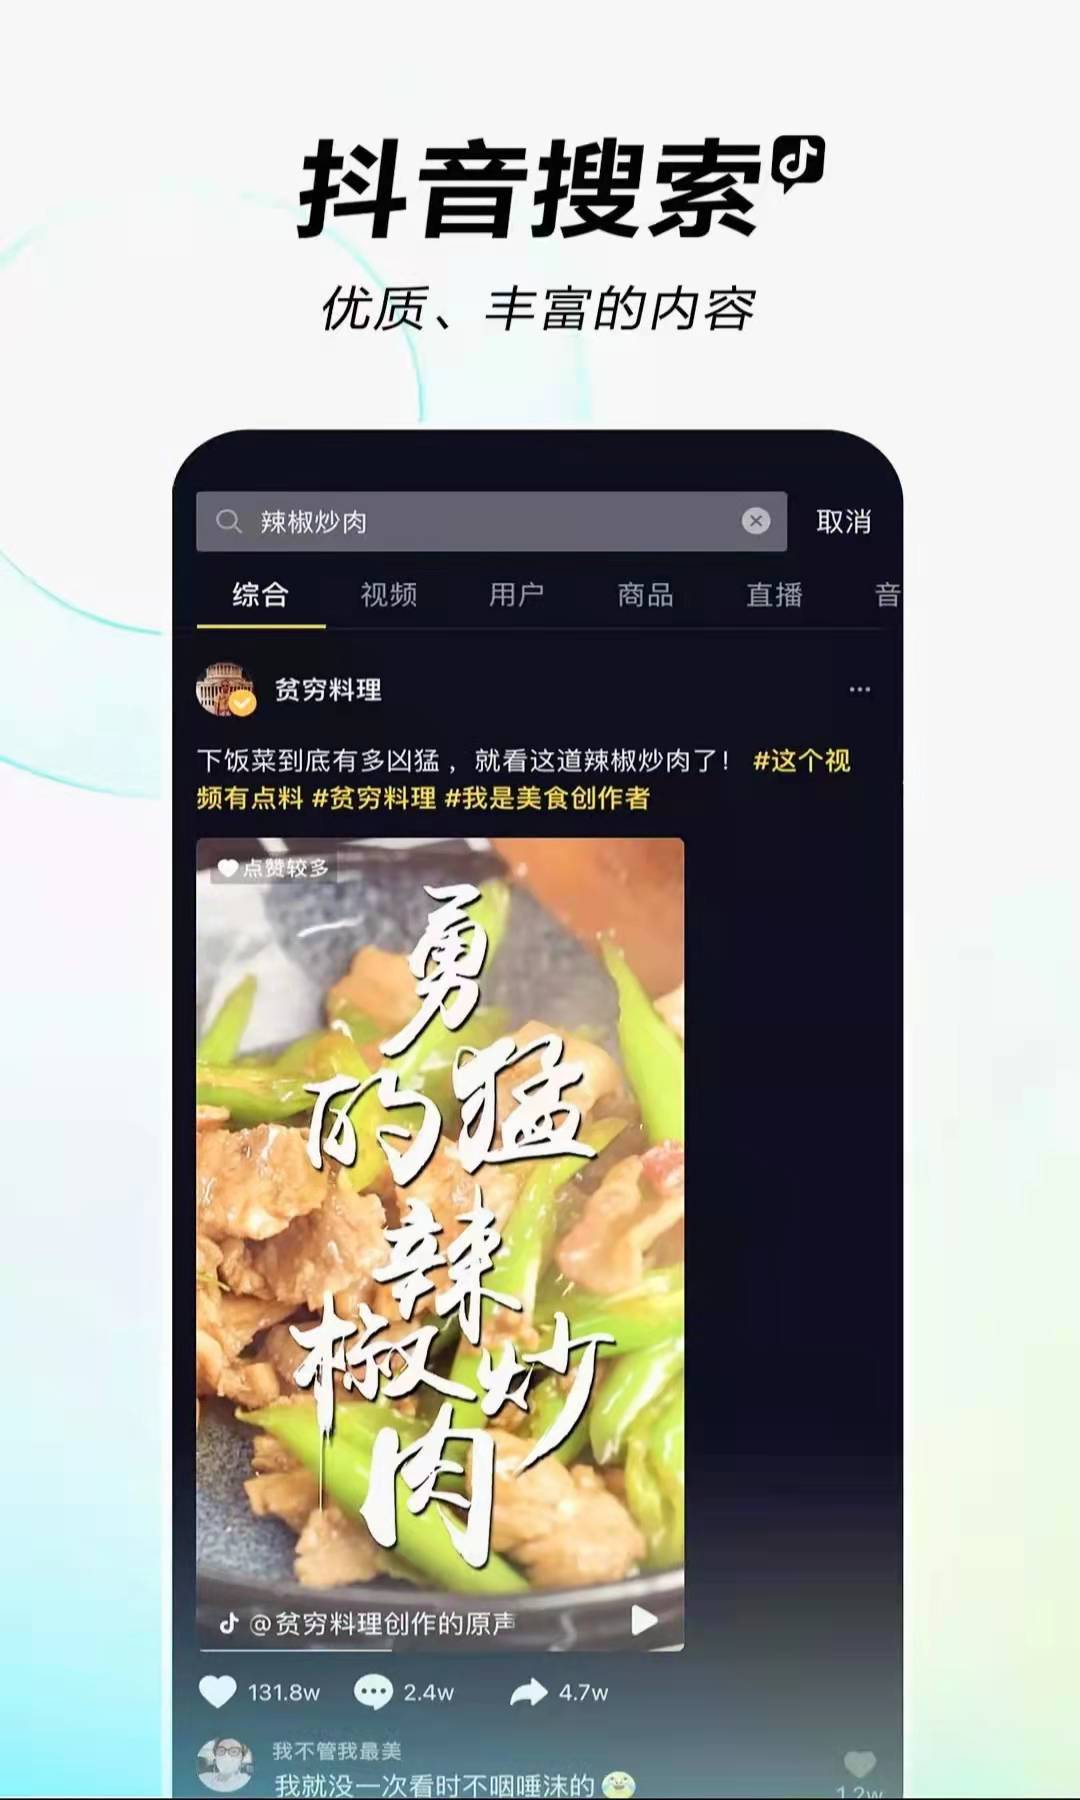 抖音搜索
优质、丰富的内容
辣椒炒肉
取消
综合 视频 用户 商品 直播 音
贫穷料理
下饭菜到底有多凶猛，就看这道辣椒炒肉了！ #这个视
频有点料 #贫穷料理 #我是美食创作者
点赞较多
勇
猛的
辣
椒炒
肉
@贫穷料理创作的原声
131.8w 2.4w 4.7w
我不管我最美
我就没一次看时不咽唾沫的
1.2w